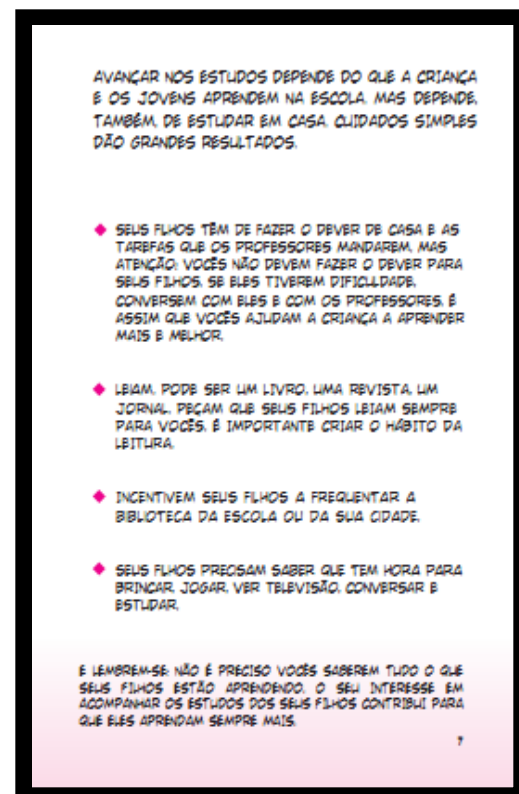 AVANÇAR NOS ESTUDOS DEPENDE DO QUE A CRIANÇA
E OS JOVENS APRENDEM NA ESCOLA. MAS DEPENDE,
TAMBÉM, DE ESTUDAR EM CASA. CUIDADOS SIMPLES
DÃO GRANDES RESULTADOS.
◆ SEUS FILHOS TÊM DE FAZER O DEVER DE CASA E AS
TAREFAS QUE OS PROFESSORES MANDAREM. MAS
ATENÇÃO: VOCÊS NÃO DEVEM FAZER O DEVER PARA
SEUS FILHOS. SE ELES TIVEREM DIFICULDADE,
CONVERSEM COM ELES E COM OS PROFESSORES. É
ASSIM QUE VOCÊS AJUDAM A CRIANÇA A APRENDER
MAIS E MELHOR.
◆ LEIAM. PODE SER UM LIVRO, UMA REVISTA, UM
JORNAL. PEÇAM QUE SEUS FILHOS LEIAM SEMPRE
PARA VOCÊS. É IMPORTANTE CRIAR O HÁBITO DA
LEITURA.
◆ INCENTIVEM SEUS FILHOS A FREQUENTAR A
BIBLIOTECA DA ESCOLA OU DA SUA CIDADE.
◆ SEUS FILHOS PRECISAM SABER QUE TEM HORA PARA
BRINCAR, JOGAR, VER TELEVISÃO, CONVERSAR E
ESTUDAR.
E LEMBREM-SE: NÃO É PRECISO VOCÊS SABEREM TUDO O QUE
SEUS FILHOS ESTÃO APRENDENDO. O SEU INTERESSE EM
ACOMPANHAR OS ESTUDOS DOS SEUS FILHOS CONTRIBUI PARA
QUE ELES APRENDAM SEMPRE MAIS.